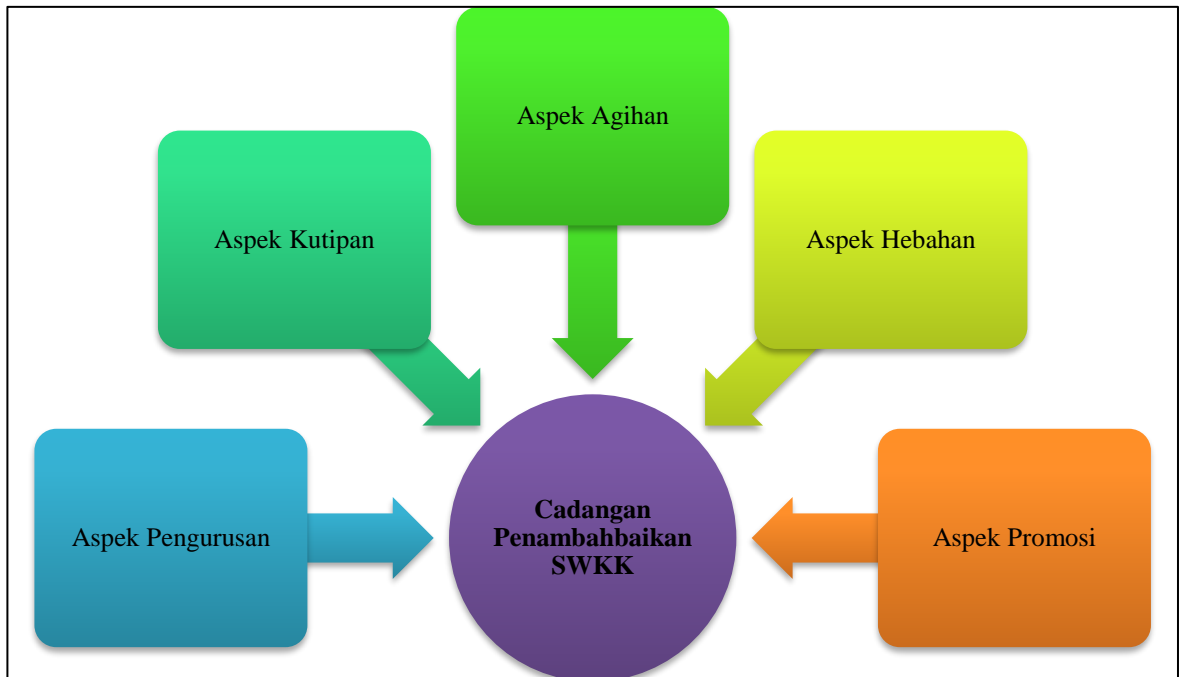 Aspek Agihan
Aspek Kutipan
Aspek Hebahan
Aspek Pengurusan
Cadangan
Penambahbaikan
SWKK
Aspek Promosi